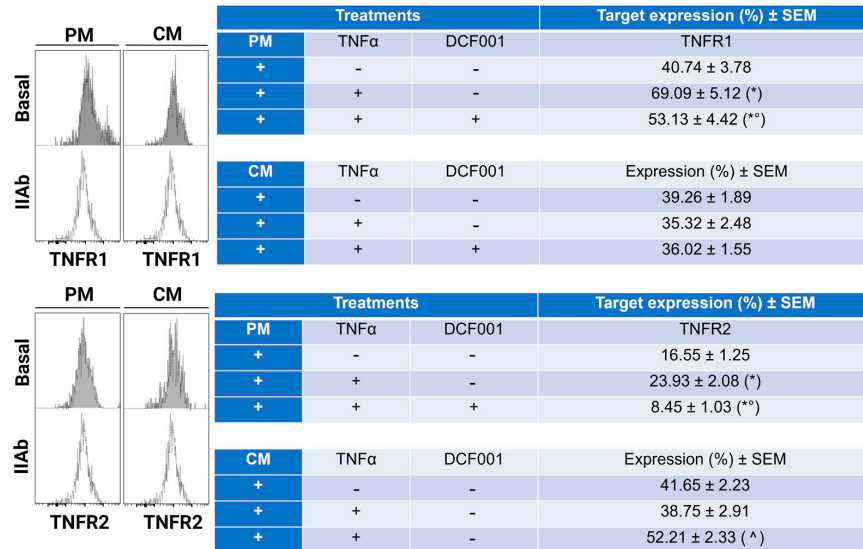 PM CM
Basal
IIAb
TNFR1 TNFR1
Treatments Target expression (%) ± SEM
PM TNFα DCF001 TNFR1
+ - - 40.74 ± 3.78
+ + - 69.09 ± 5.12 (*)
+ + + 53.13 ± 4.42 (*°)
CM TNFα DCF001 Expression (%) ± SEM
+ - - 39.26 ± 1.89
+ + - 35.32 ± 2.48
+ + + 36.02 ± 1.55
PM CM
Basal
IIAb
TNFR2 TNFR2
Treatments Target expression (%) ± SEM
PM TNFα DCF001 TNFR2
+ - - 16.55 ± 1.25
+ + - 23.93 ± 2.08 (*)
+ + + 8.45 ± 1.03 (*°)
CM TNFα DCF001 Expression (%) ± SEM
+ - - 41.65 ± 2.23
+ + - 38.75 ± 2.91
+ + - 52.21 ± 2.33 (^)